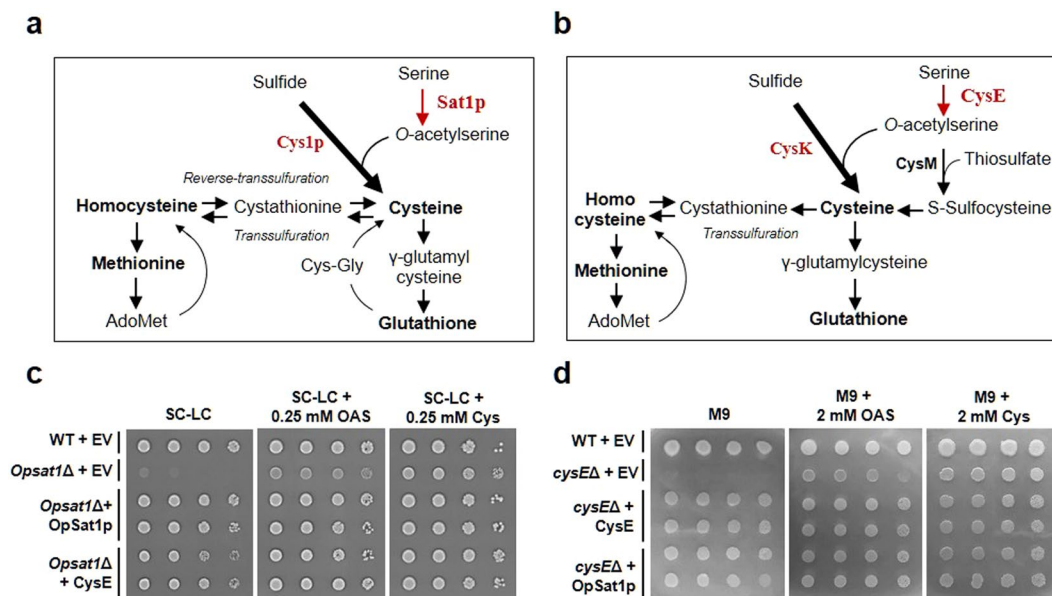 a
Sulfide
Serine
Sat1p
Cys1p
O-acetylserine
Reverse-transsulfuration
Homocysteine
Cystathionine
Cysteine
Transsulfuration
Cys-Gly
γ-glutamyl
cysteine
Methionine
AdoMet
Glutathione
b
Sulfide
Serine
CysE
O-acetylserine
CysK
CysM
Thiosulfate
Homo
cysteine
Cystathionine
Cysteine
S-Sulfocysteine
Transsulfuration
γ-glutamylcysteine
Methionine
AdoMet
Glutathione
c
SC-LC
SC-LC +
0.25 mM OAS
SC-LC +
0.25 mM Cys
WT + EV
Opsat1Δ + EV
Opsat1Δ+
OpSat1p
Opsat1Δ
+ CysE
d
M9
M9 +
2 mM OAS
M9 +
2 mM Cys
WT + EV
cysEΔ + EV
cysEΔ +
CysE
cysEΔ +
OpSat1p